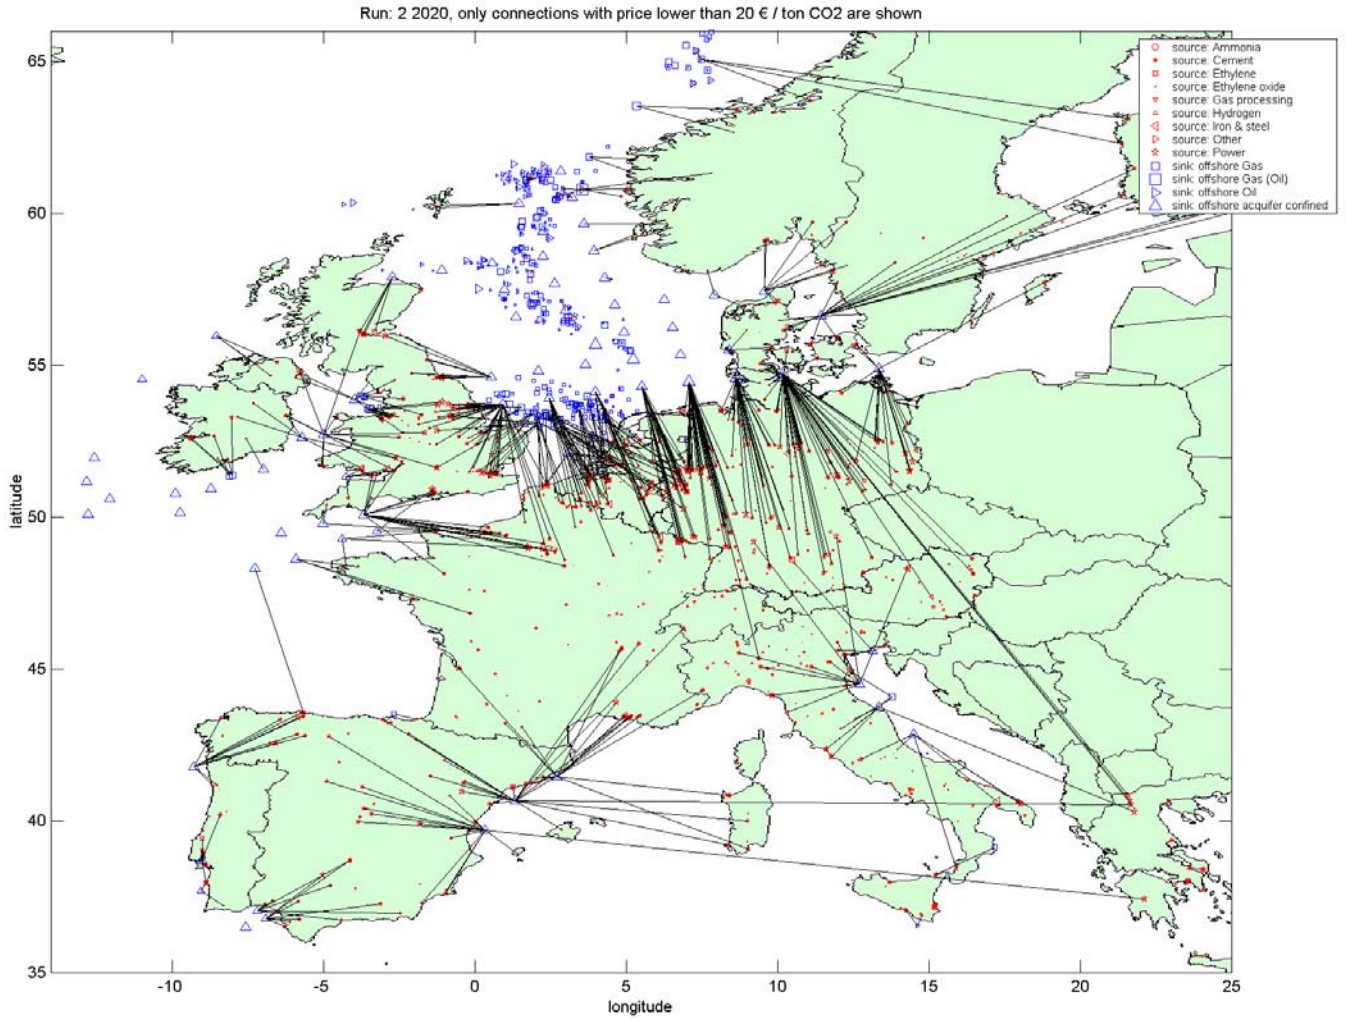 Run: 2 2020, only connections with price lower than 20 € / ton CO2 are shown
source: Ammonia
source: Cement
source: Ethylene
source: Ethylene oxide
source: Gas processing
source: Hydrogen
source: Iron & steel
source: Other
source: Power
sink: offshore Gas
sink: offshore Gas (Oil)
sink: offshore Oil
sink: offshore acquifer confined
65
60
55
50
45
40
35
latitude
-10
-5
0
5
10
15
20
25
longitude